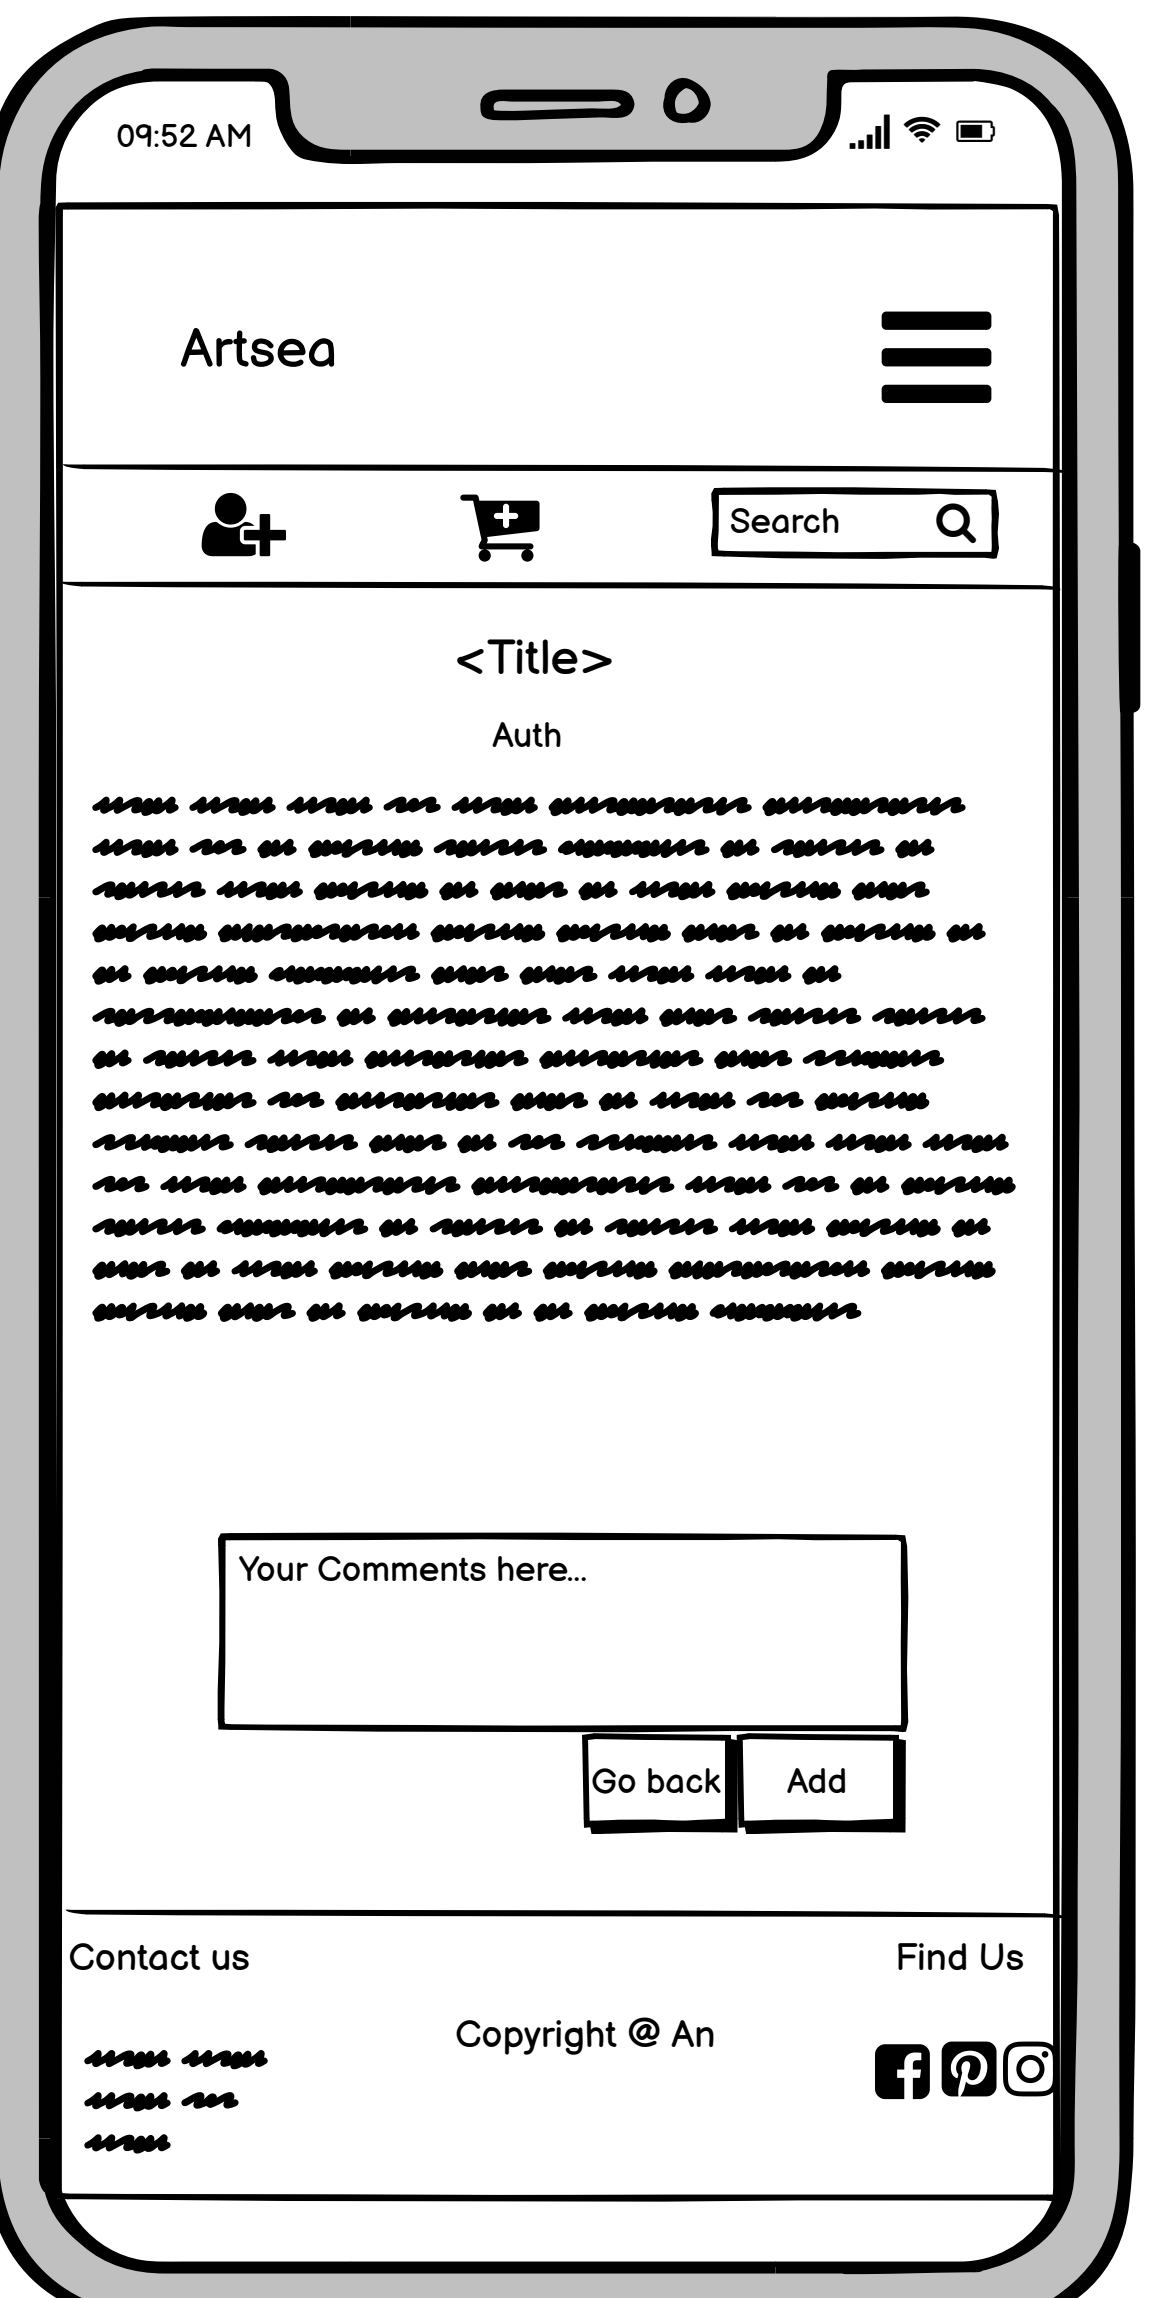 09:52 AM
Artsea
Search
<Title>
Auth
Your Comments here...
Go back
Add
Contact us
Find Us
Copyright @ An